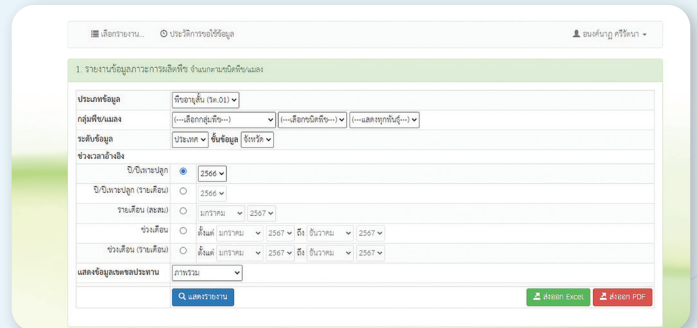 เลือกรายงาน... ประวัติการขอใช้ข้อมูล อนงค์นาฏ ศรีรัตนา
1. รายงานข้อมูลภาวะการผลิตพืช จำแนกตามชนิดพืช/แมลง
ประเภทข้อมูล พืชอายุสั้น (รต.01)
กลุ่มพืช/แมลง (---เลือกกลุ่มพืช---) (---เลือกชนิดพืช---) (---แสดงทุกพันธุ์---)
ระดับข้อมูล ประเทศ ชั้นข้อมูล จังหวัด
ช่วงเวลาอ้างอิง
ปี/ปีเพาะปลูก 2566
ปี/ปีเพาะปลูก (รายเดือน) 2566
รายเดือน (สะสม) มกราคม 2567
ช่วงเดือน ตั้งแต่ มกราคม 2567 ถึง ธันวาคม 2567
ช่วงเดือน (รายเดือน) ตั้งแต่ มกราคม 2567 ถึง ธันวาคม 2567
แสดงข้อมูลเขตชลประทาน ภาพรวม
แสดงรายงาน ส่งออก Excel ส่งออก PDF